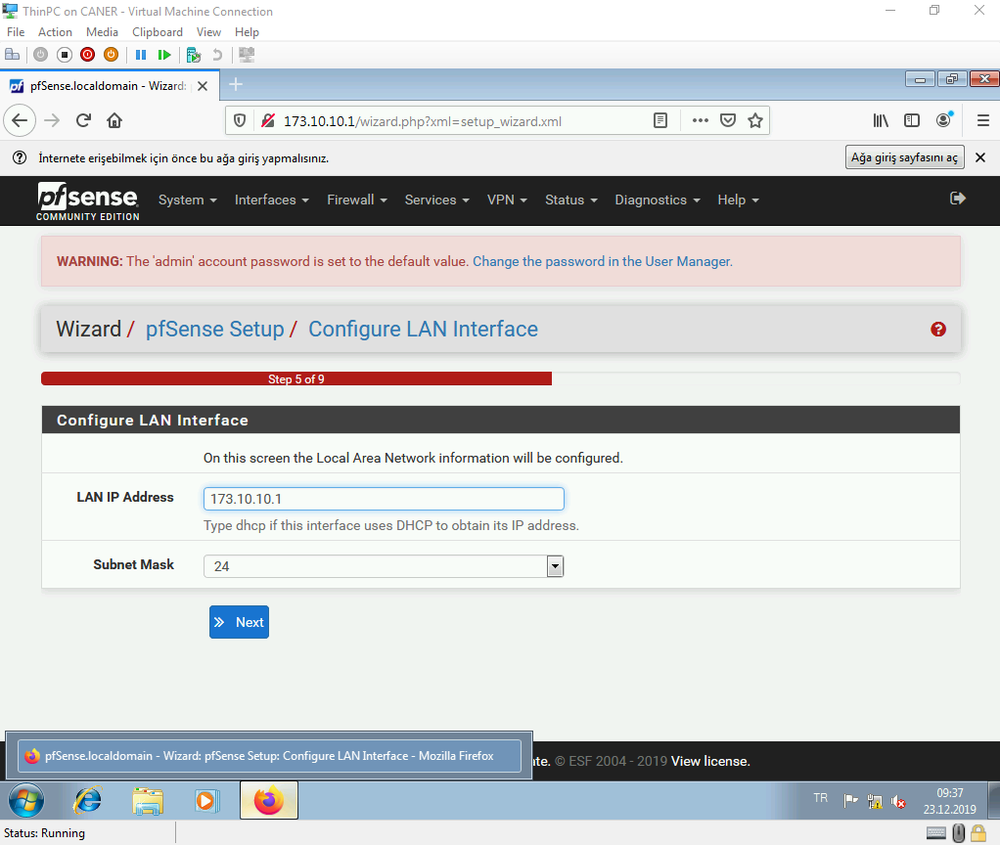 ThinPC on CANER - Virtual Machine Connection
File Action Media Clipboard View Help
pfSense.localdomain - Wizard:
173.10.10.1/wizard.php?xml=setup_wizard.xml
İnternete erişebilmek için önce bu ağa giriş yapmalısınız.
Ağa giriş sayfasını aç
pfsense
COMMUNITY EDITION
System Interfaces Firewall Services VPN Status Diagnostics Help
WARNING: The 'admin' account password is set to the default value. Change the password in the User Manager.
Wizard / pfSense Setup / Configure LAN Interface
Step 5 of 9
Configure LAN Interface
On this screen the Local Area Network information will be configured.
LAN IP Address
173.10.10.1
Type dhcp if this interface uses DHCP to obtain its IP address.
Subnet Mask
24
Next
pfSense.localdomain - Wizard: pfSense Setup: Configure LAN Interface - Mozilla Firefox
te. © ESF 2004 - 2019 View license.
TR
09:37
23.12.2019
Status: Running